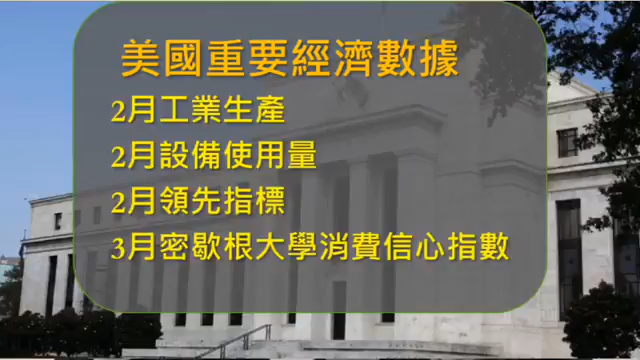 美國重要經濟數據
2月工業生產
2月設備使用量
2月領先指標
3月密歇根大學消費信心指數